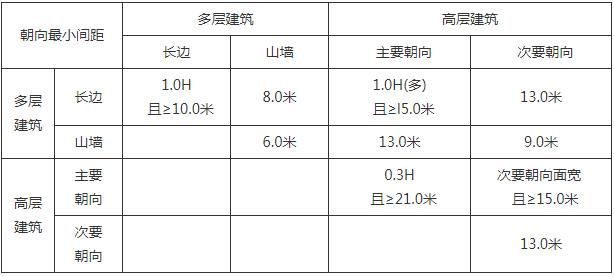 朝向最小间距
多层建筑
高层建筑
长边
山墙
主要朝向
次要朝向
多层
建筑
长边
1.0H
且≥10.0米
8.0米
1.0H(多)
且≥l5.0米
13.0米
山墙
6.0米
13.0米
9.0米
高层
建筑
主要
朝向
0.3H
且≥21.0米
次要朝向面宽
且≥15.0米
次要
朝向
13.0米